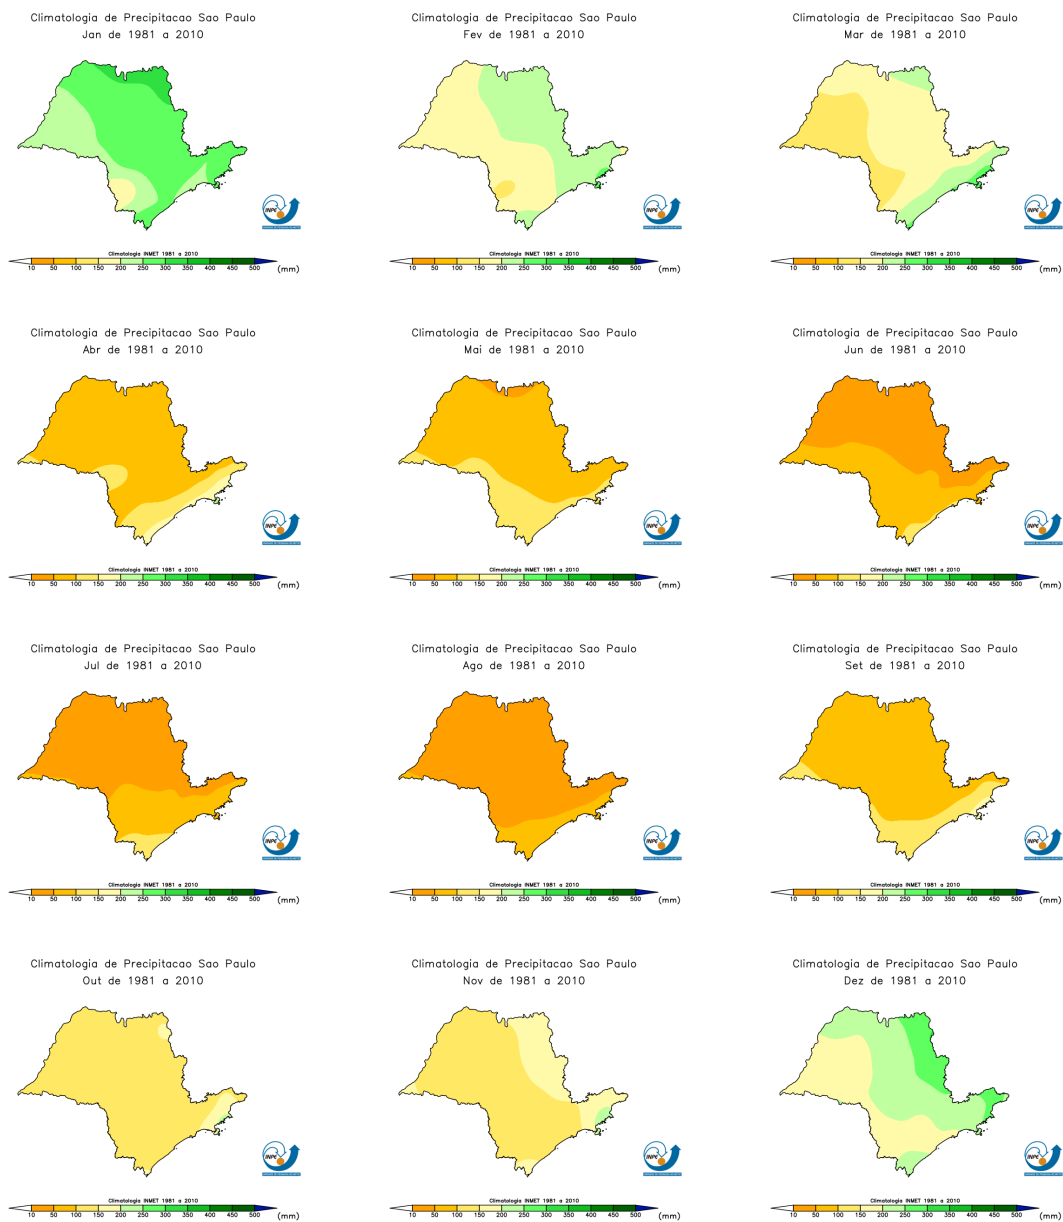 Climatologia de Precipitacao Sao Paulo
Jan de 1981 a 2010
INPE
Climatologia INMET 1981 a 2010
10 50 100 150 200 250 300 350 400 450 500
(mm)
Climatologia de Precipitacao Sao Paulo
Fev de 1981 a 2010
INPE
Climatologia INMET 1981 a 2010
10 50 100 150 200 250 300 350 400 450 500
(mm)
Climatologia de Precipitacao Sao Paulo
Mar de 1981 a 2010
INPE
Climatologia INMET 1981 a 2010
10 50 100 150 200 250 300 350 400 450 500
(mm)
Climatologia de Precipitacao Sao Paulo
Abr de 1981 a 2010
INPE
Climatologia INMET 1981 a 2010
10 50 100 150 200 250 300 350 400 450 500
(mm)
Climatologia de Precipitacao Sao Paulo
Mai de 1981 a 2010
INPE
Climatologia INMET 1981 a 2010
10 50 100 150 200 250 300 350 400 450 500
(mm)
Climatologia de Precipitacao Sao Paulo
Jun de 1981 a 2010
INPE
Climatologia INMET 1981 a 2010
10 50 100 150 200 250 300 350 400 450 500
(mm)
Climatologia de Precipitacao Sao Paulo
Jul de 1981 a 2010
INPE
Climatologia INMET 1981 a 2010
10 50 100 150 200 250 300 350 400 450 500
(mm)
Climatologia de Precipitacao Sao Paulo
Ago de 1981 a 2010
INPE
Climatologia INMET 1981 a 2010
10 50 100 150 200 250 300 350 400 450 500
(mm)
Climatologia de Precipitacao Sao Paulo
Set de 1981 a 2010
INPE
Climatologia INMET 1981 a 2010
10 50 100 150 200 250 300 350 400 450 500
(mm)
Climatologia de Precipitacao Sao Paulo
Out de 1981 a 2010
INPE
Climatologia INMET 1981 a 2010
10 50 100 150 200 250 300 350 400 450 500
(mm)
Climatologia de Precipitacao Sao Paulo
Nov de 1981 a 2010
INPE
Climatologia INMET 1981 a 2010
10 50 100 150 200 250 300 350 400 450 500
(mm)
Climatologia de Precipitacao Sao Paulo
Dez de 1981 a 2010
INPE
Climatologia INMET 1981 a 2010
10 50 100 150 200 250 300 350 400 450 500
(mm)